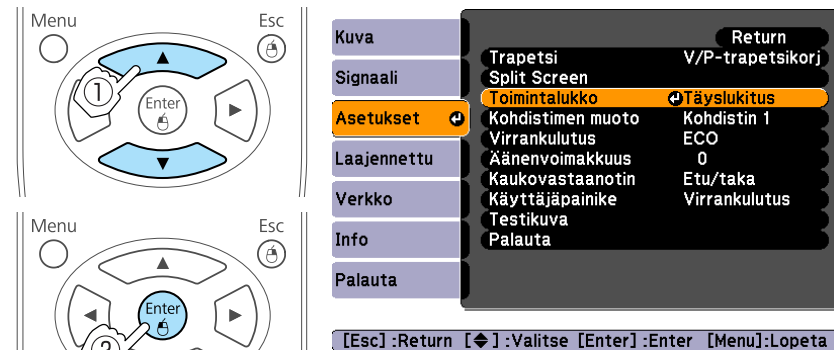 Menu Esc
1
Enter
Menu Esc
Enter
2
Kuva
Signaali
Asetukset
Laajennettu
Verkko
Info
Palauta
Return
Trapetsi V/P-trapetsikorj
Split Screen
Toimintalukko Täyslukitus
Kohdistimen muoto Kohdistin 1
Virrankulutus ECO
Äänenvoimakkuus 0
Kaukovastaanotin Etu/taka
Käyttäjäpainike Virrankulutus
Testikuva
Palauta
[Esc] :Return [◆] :Valitse [Enter] :Enter [Menu]:Lopeta